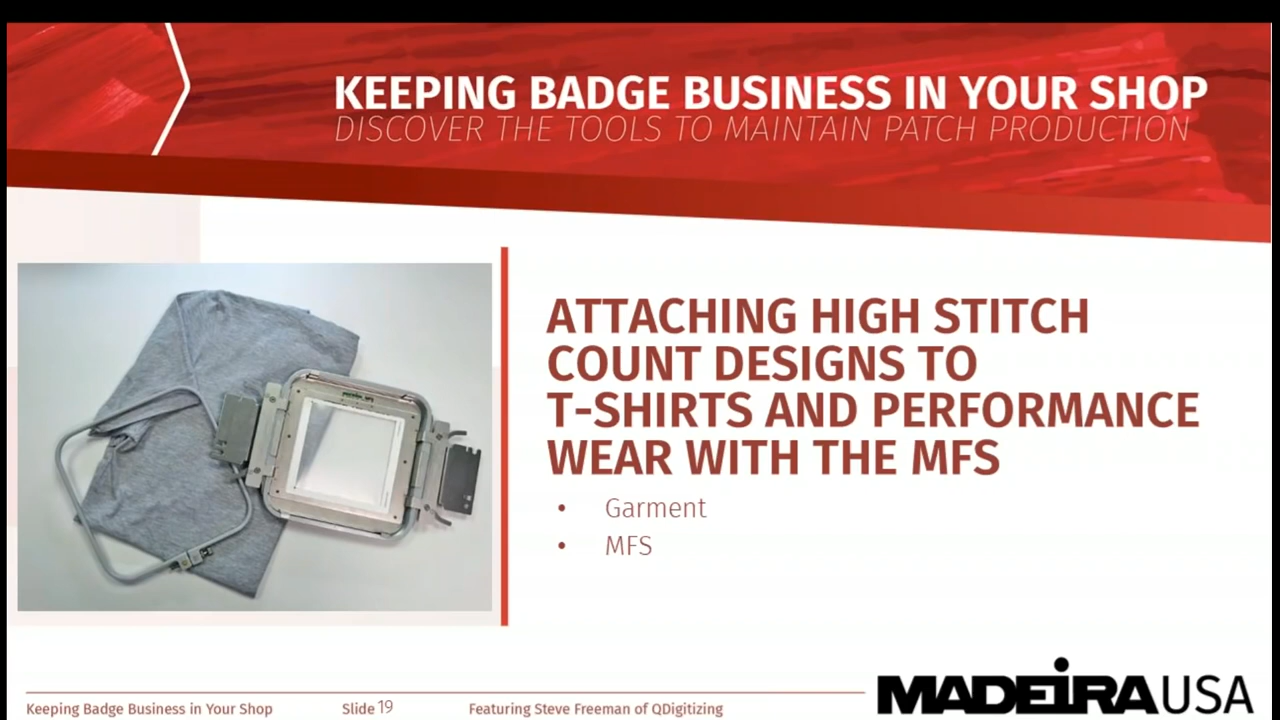 KEEPING BADGE BUSINESS IN YOUR SHOP
DISCOVER THE TOOLS TO MAINTAIN PATCH PRODUCTION
ATTACHING HIGH STITCH
COUNT DESIGNS TO
T-SHIRTS AND PERFORMANCE
WEAR WITH THE MFS
• Garment
• MFS
Keeping Badge Business in Your Shop
Slide 19
Featuring Steve Freeman of QDigitizing
MADEIRA USA